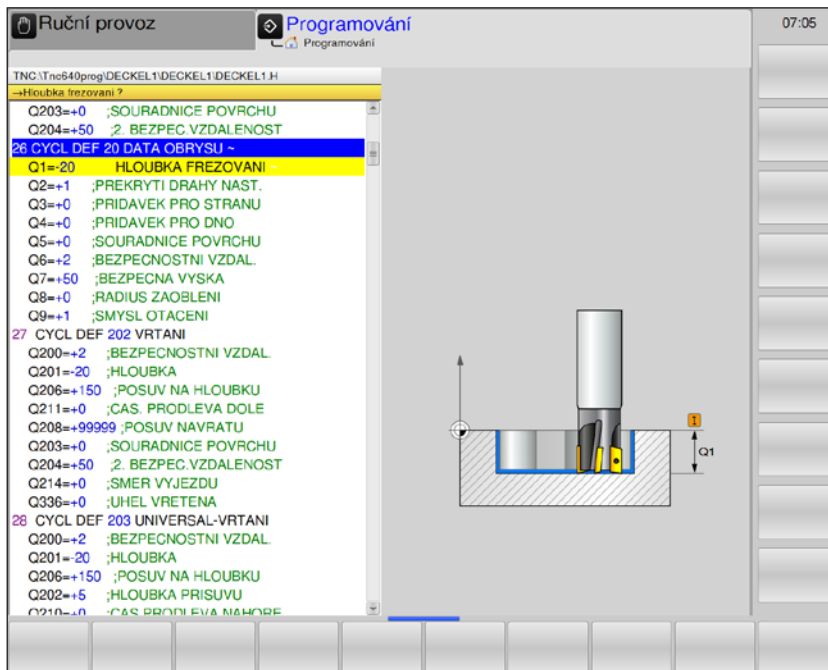 Ruční provoz
Programování
Programování
07:05
TNC:\Tnc640prog\DECKEL1\DECKEL1\DECKEL1.H
→Hloubka frezovani ?
Q203=+0 ;SOURADNICE POVRCHU
Q204=+50 ;2. BEZPEC.VZDALENOST
26 CYCL DEF 20 DATA OBRYSU ~
Q1=-20 HLOUBKA FREZOVANI ~
Q2=+1 ;PREKRYTI DRAHY NAST.
Q3=+0 ;PRIDAVEK PRO STRANU
Q4=+0 ;PRIDAVEK PRO DNO
Q5=+0 ;SOURADNICE POVRCHU
Q6=+2 ;BEZPECNOSTNI VZDAL.
Q7=+50 ;BEZPECNA VYSKA
Q8=+0 ;RADIUS ZAOBLENI
Q9=+1 ;SMYSL OTACENI
27 CYCL DEF 202 VRTANI
Q200=+2 ;BEZPECNOSTNI VZDAL.
Q201=-20 ;HLOUBKA
Q206=+150 ;POSUV NA HLOUBKU
Q211=+0 ;CAS. PRODLEVA DOLE
Q208=+99999 ;POSUV NAVRATU
Q203=+0 ;SOURADNICE POVRCHU
Q204=+50 ;2. BEZPEC.VZDALENOST
Q214=+0 ;SMER VYJEZDU
Q336=+0 ;UHEL VRETENA
28 CYCL DEF 203 UNIVERSAL-VRTANI
Q200=+2 ;BEZPECNOSTNI VZDAL.
Q201=-20 ;HLOUBKA
Q206=+150 ;POSUV NA HLOUBKU
Q202=+5 ;HLOUBKA PRISUVU
Q210=+0 ;CAS.PRODLEVA NAHORE
Q1